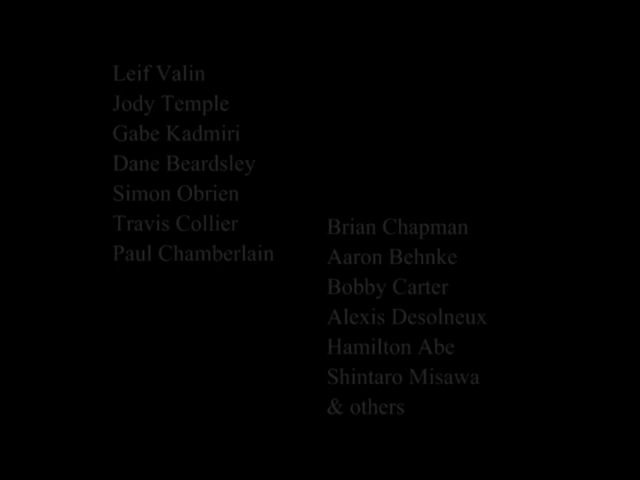 Leif Valin
Jody Temple
Gabe Kadmiri
Dane Beardsley
Simon Obrien
Travis Collier
Paul Chamberlain
Brian Chapman
Aaron Behnke
Bobby Carter
Alexis Desolneux
Hamilton Abe
Shintaro Misawa
& others